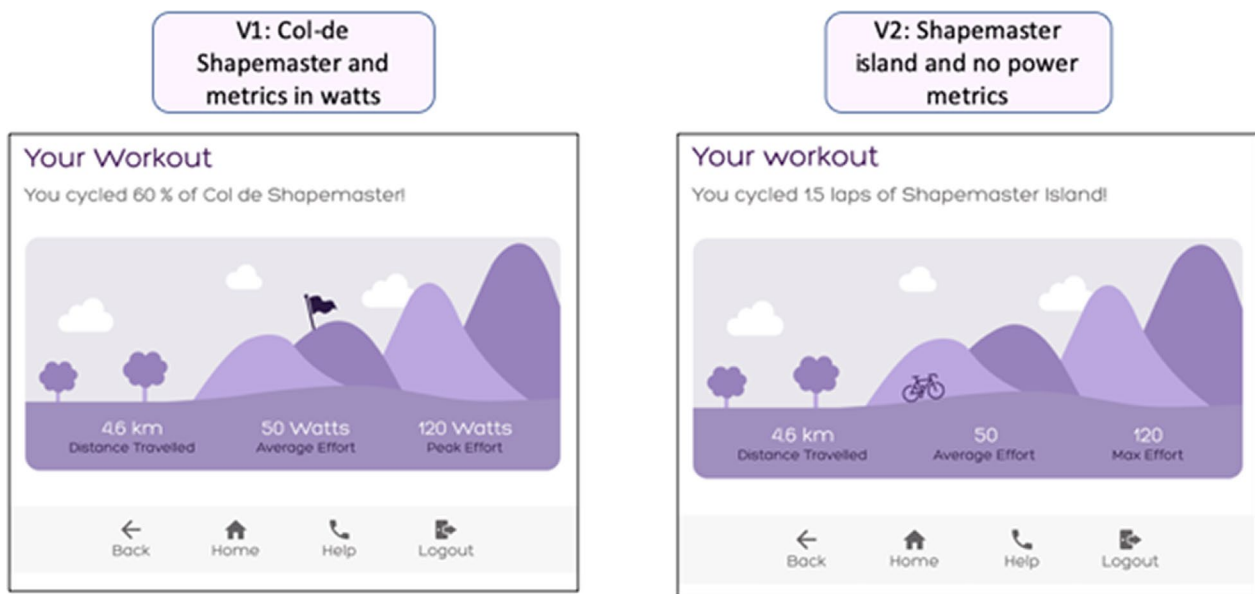 V1: Col-de
Shapemaster and
metrics in watts
Your Workout
You cycled 60 % of Col de Shapemaster!
4.6 km
Distance Travelled
50 Watts
Average Effort
120 Watts
Peak Effort
Back
Home
Help
Logout
V2: Shapemaster
island and no power
metrics
Your workout
You cycled 1.5 laps of Shapemaster Island!
4.6 km
Distance Travelled
50
Average Effort
120
Max Effort
Back
Home
Help
Logout